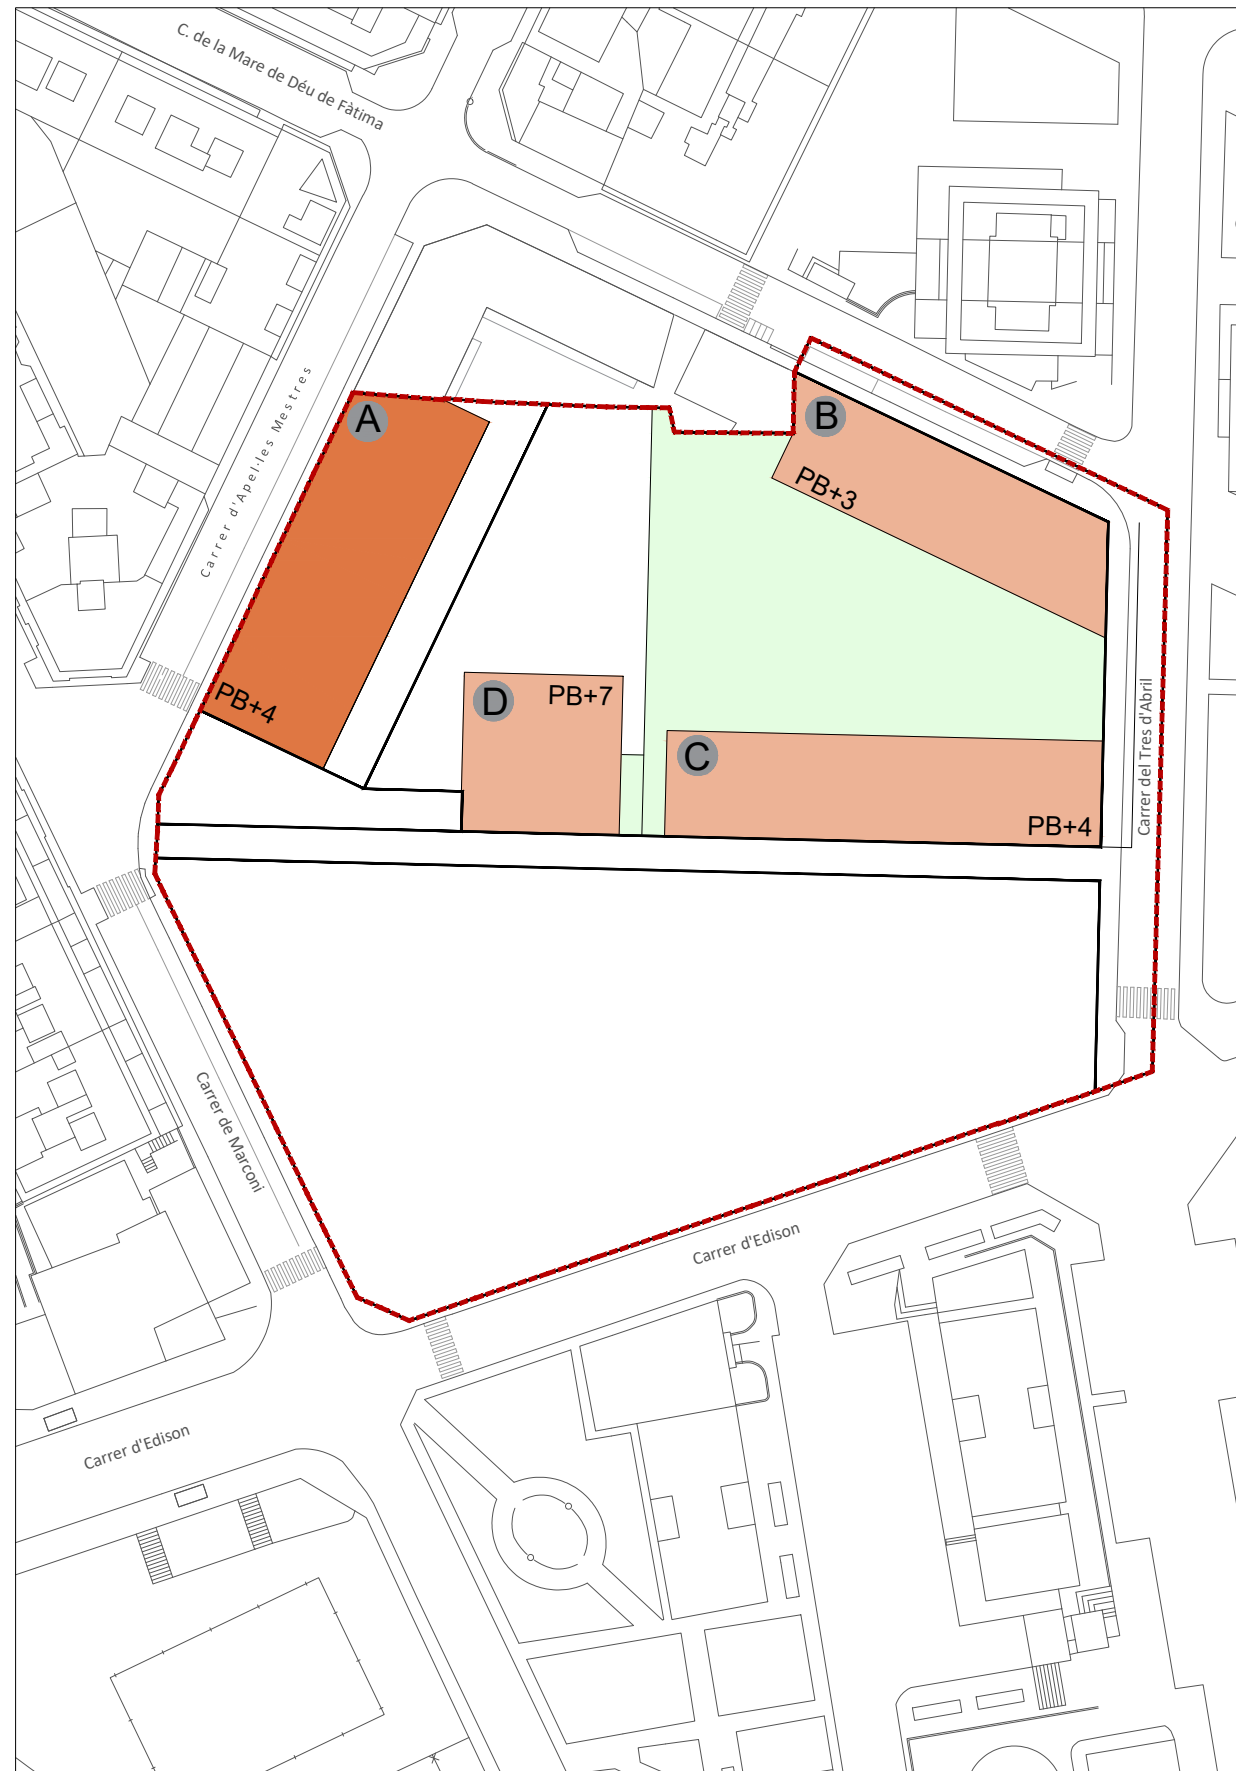 C. de la Mare de Déu de Fàtima
A
B
Carrer d'Apel·les Mestres
PB+3
PB+4
D
PB+7
C
Carrer del Tres d'Abril
PB+4
Carrer de Marconi
Carrer d'Edison
Carrer d'Edison